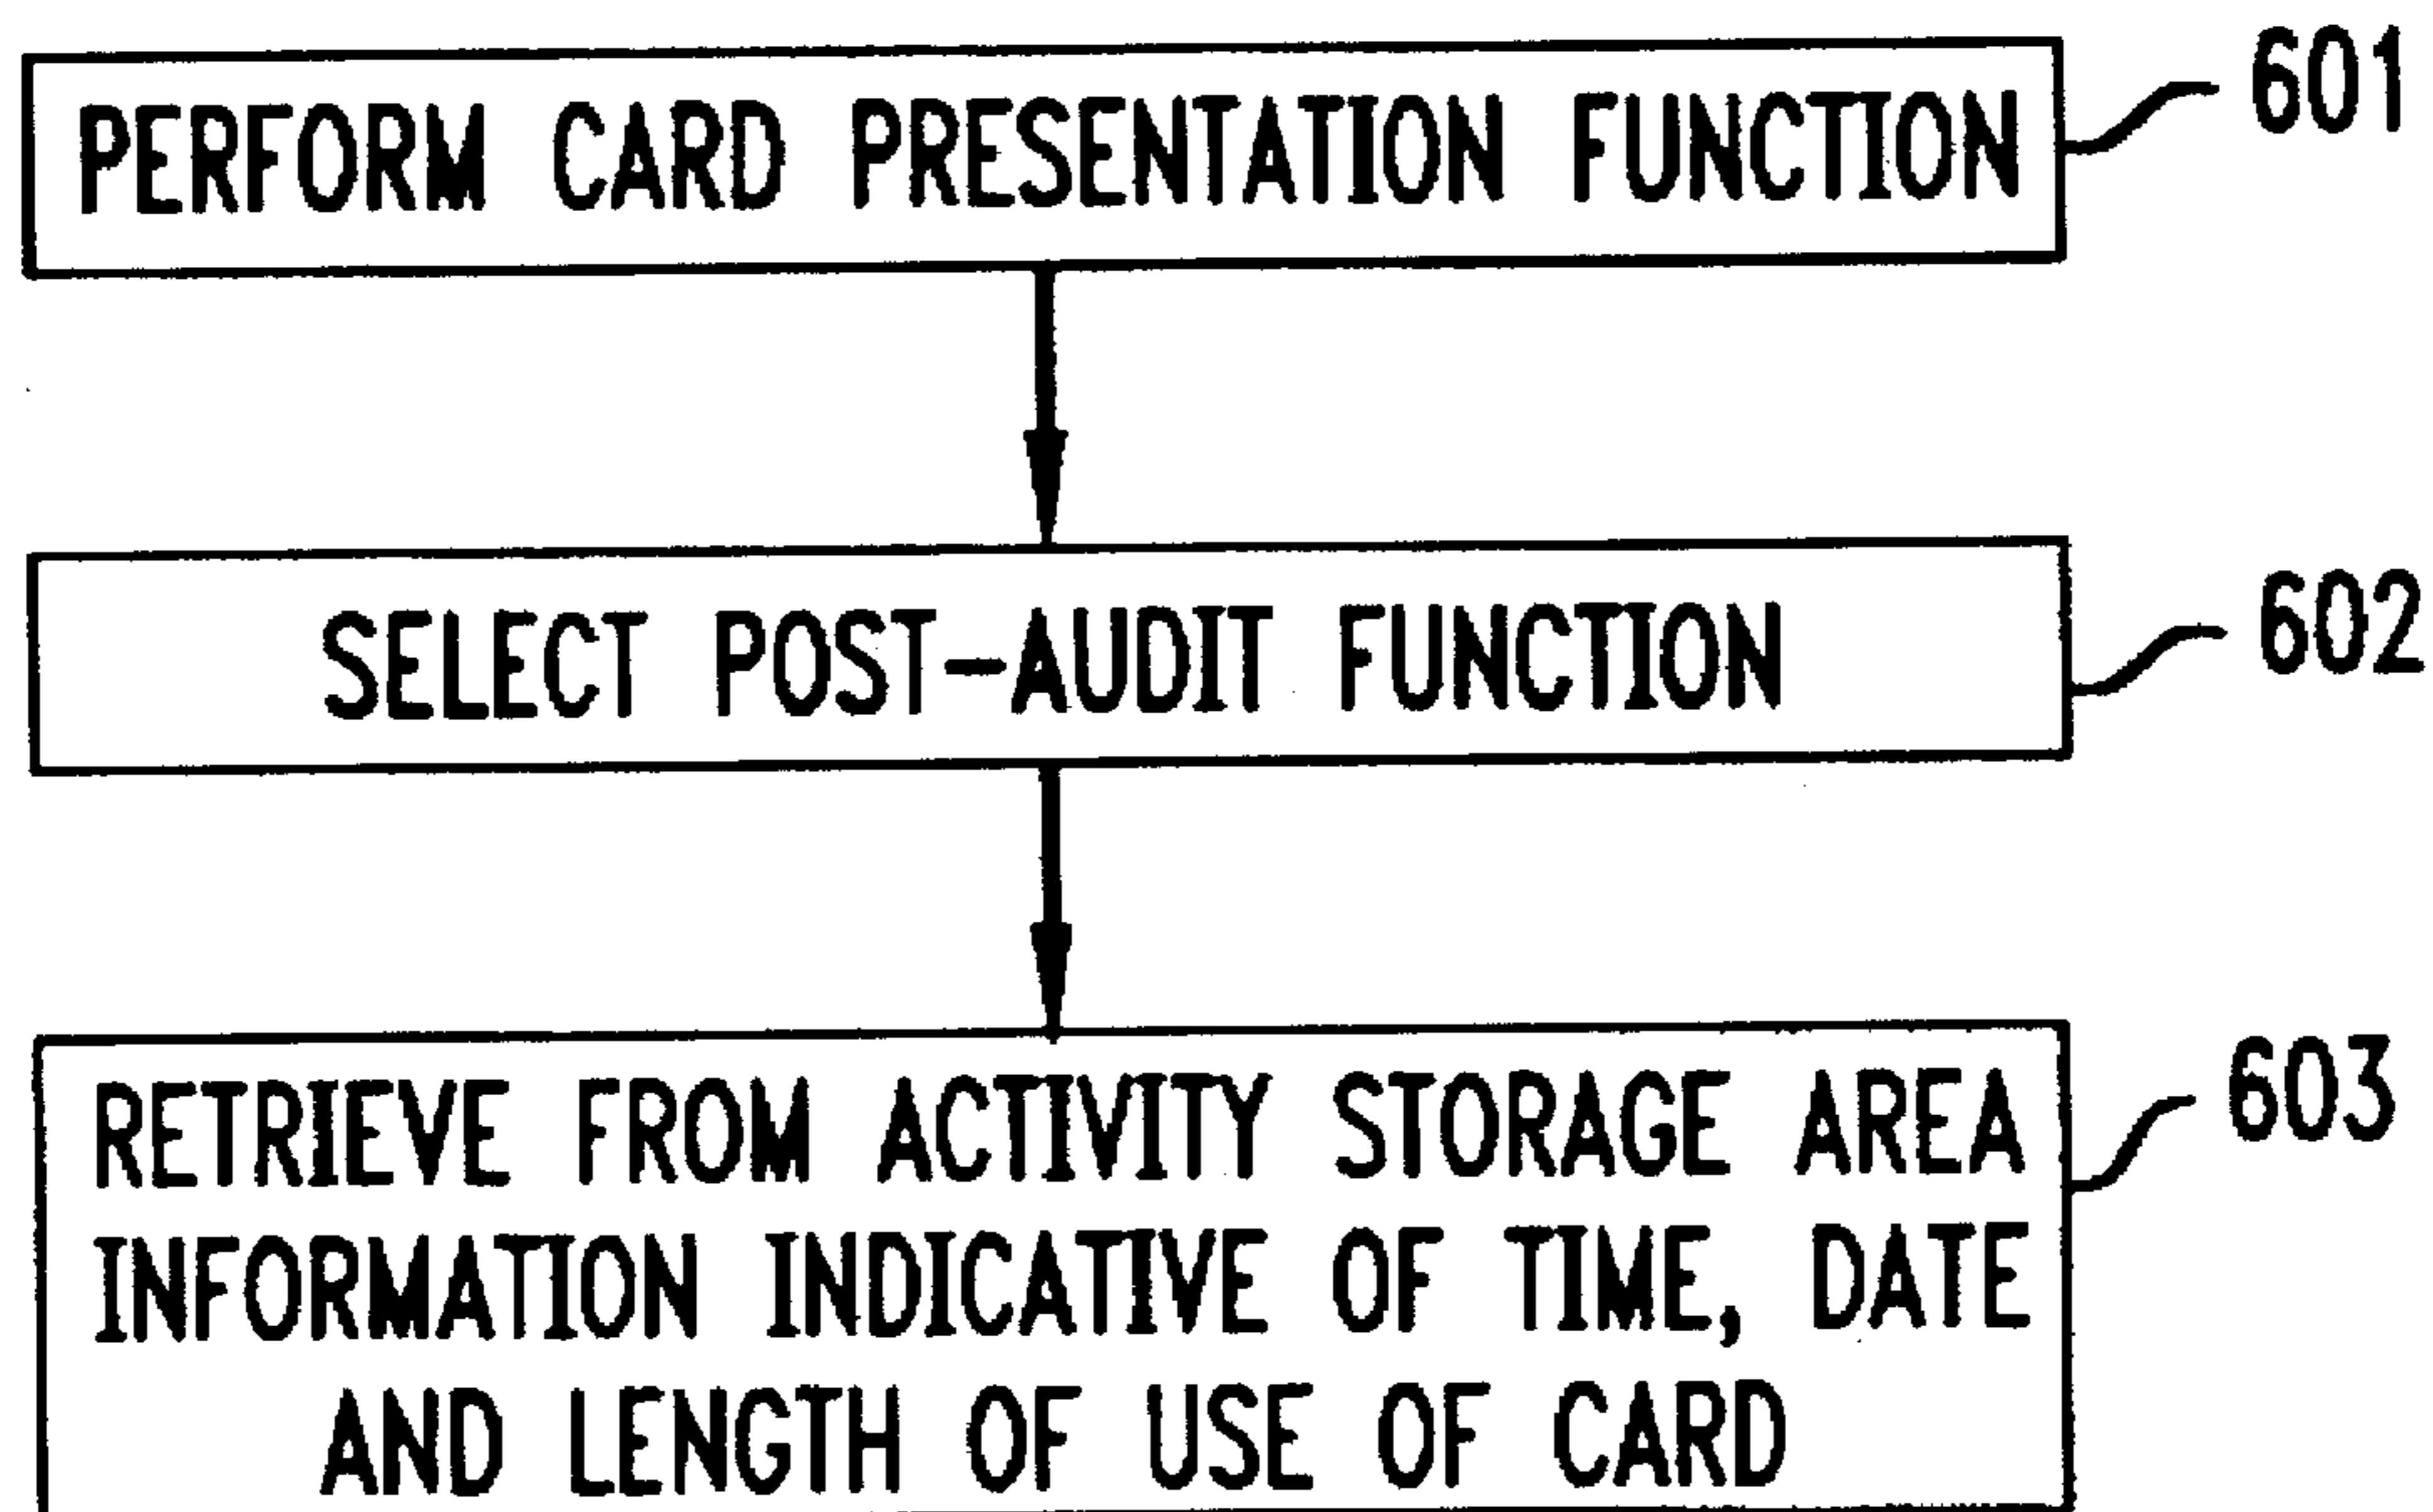 PERFORM CARD PRESENTATION FUNCTION
601
SELECT POST-AUDIT FUNCTION
602
RETRIEVE FROM ACTIVITY STORAGE AREA
INFORMATION INDICATIVE OF TIME, DATE
AND LENGTH OF USE OF CARD
603